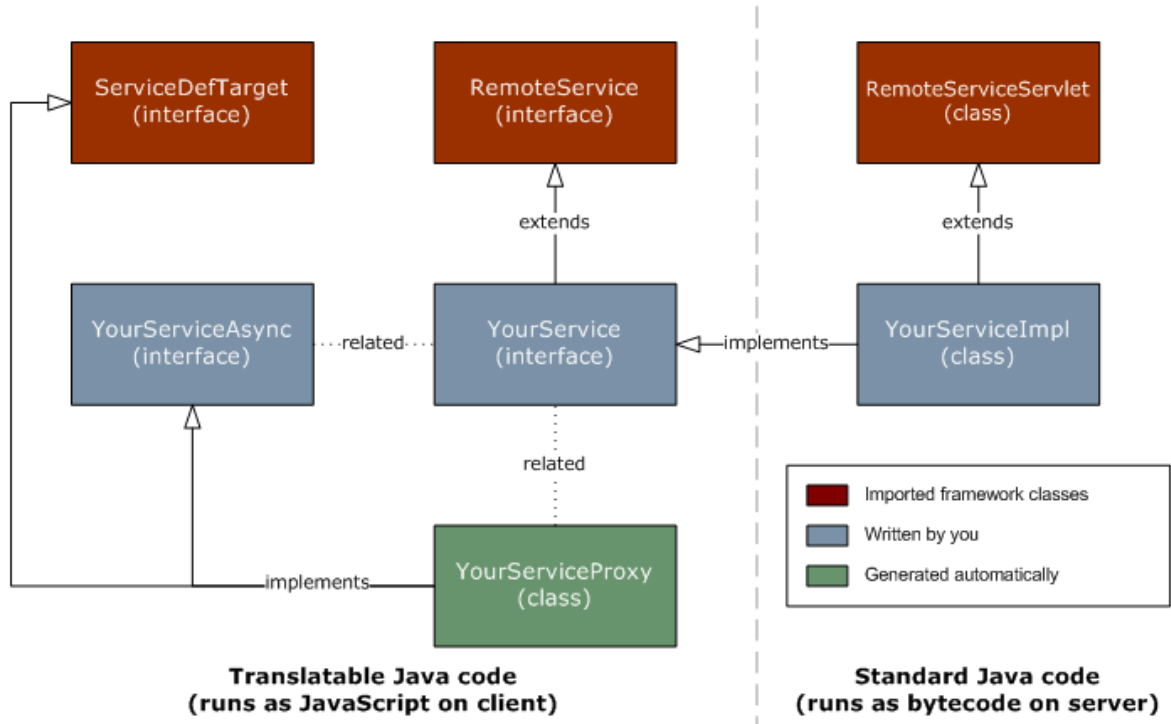 ServiceDefTarget
(interface)
RemoteService
(interface)
RemoteServiceServlet
(class)
extends
extends
YourServiceAsync
(interface)
related
YourService
(interface)
implements
YourServiceImpl
(class)
related
Imported framework classes
Written by you
Generated automatically
implements
YourServiceProxy
(class)
Translatable Java code
(runs as JavaScript on client)
Standard Java code
(runs as bytecode on server)